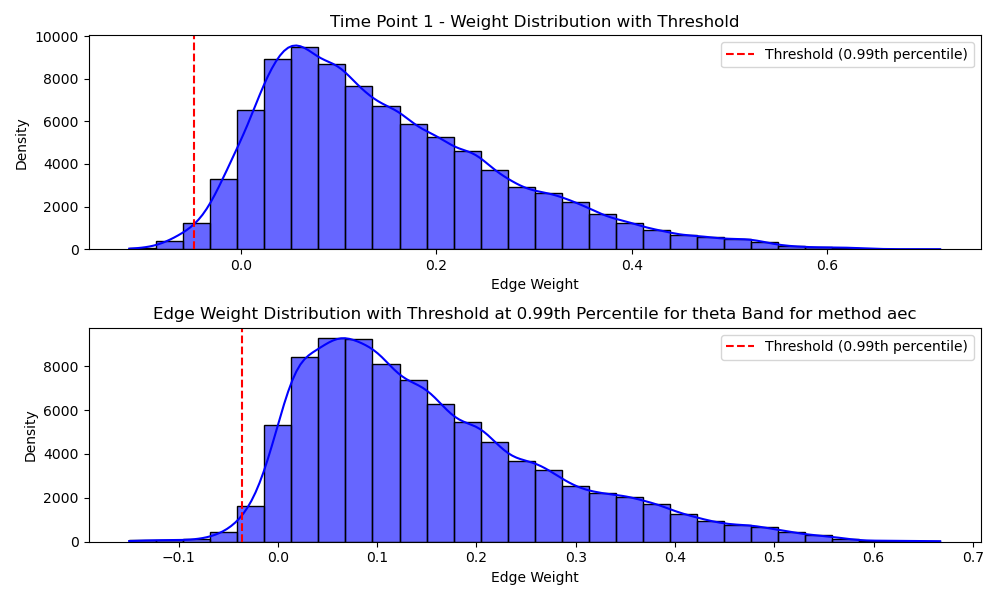 Time Point 1 - Weight Distribution with Threshold
Threshold (0.99th percentile)
Density
10000
8000
6000
4000
2000
0
0.0 0.2 0.4 0.6
Edge Weight
Edge Weight Distribution with Threshold at 0.99th Percentile for theta Band for method aec
Threshold (0.99th percentile)
Density
8000
6000
4000
2000
0
−0.1 0.0 0.1 0.2 0.3 0.4 0.5 0.6 0.7
Edge Weight